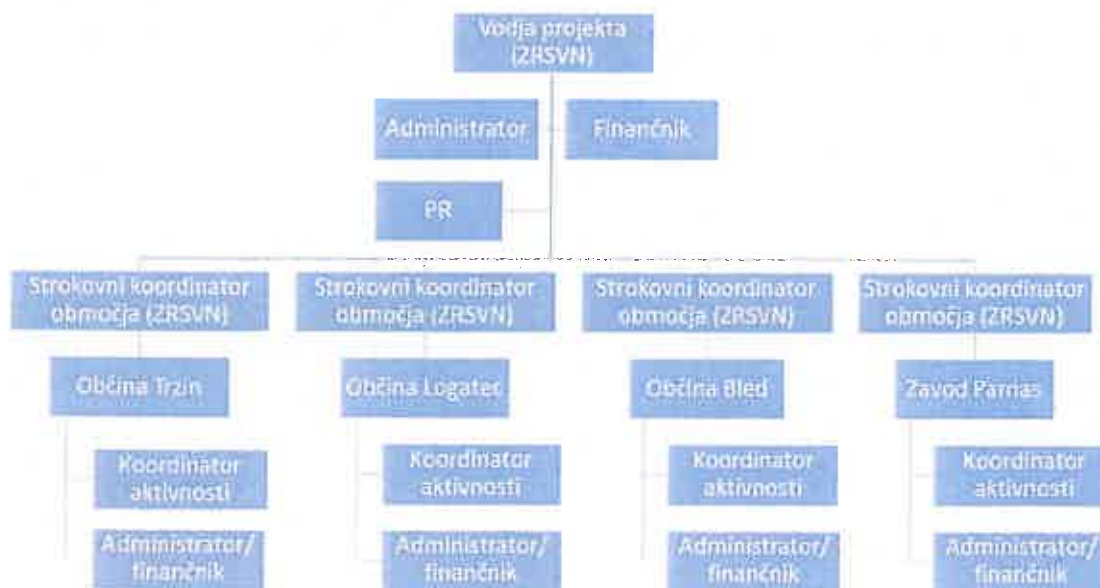 Vodja projekta
(ZRSVN)
Administrator
Finančnik
PR
Strokovni koordinator
območja (ZRSVN)
Strokovni koordinator
območja (ZRSVN)
Strokovni koordinator
območja (ZRSVN)
Strokovni koordinator
območja (ZRSVN)
Občina Trzin
Občina Logatec
Občina Bled
Zavod Parnas
Koordinator
aktivnosti
Koordinator
aktivnosti
Koordinator
aktivnosti
Koordinator
aktivnosti
Administrator/
finančnik
Administrator/
finančnik
Administrator/
finančnik
Administrator/
finančnik